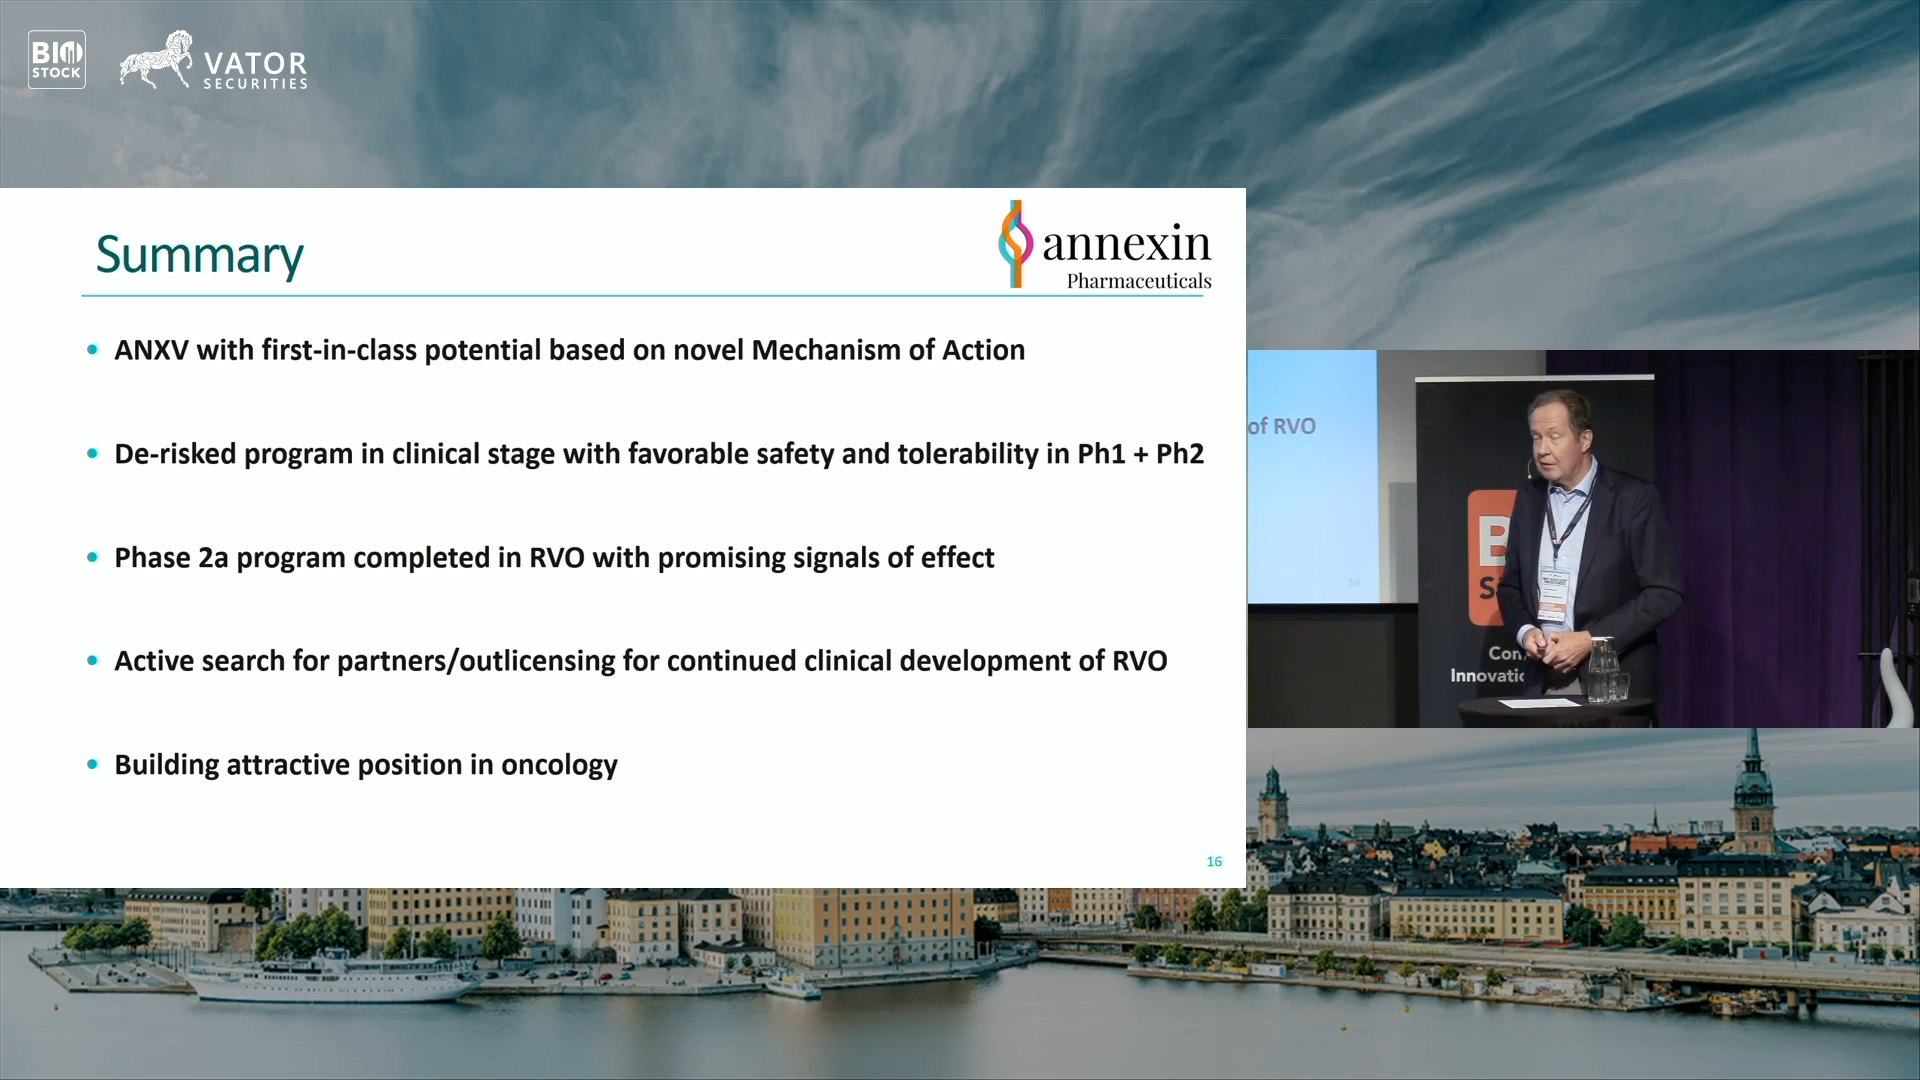 BIO
STOCK
VATOR
SECURITIES
Summary
annexin
Pharmaceuticals
• ANXV with first-in-class potential based on novel Mechanism of Action
• De-risked program in clinical stage with favorable safety and tolerability in Ph1 + Ph2
• Phase 2a program completed in RVO with promising signals of effect
• Active search for partners/outlicensing for continued clinical development of RVO
• Building attractive position in oncology
16
of RVO
16